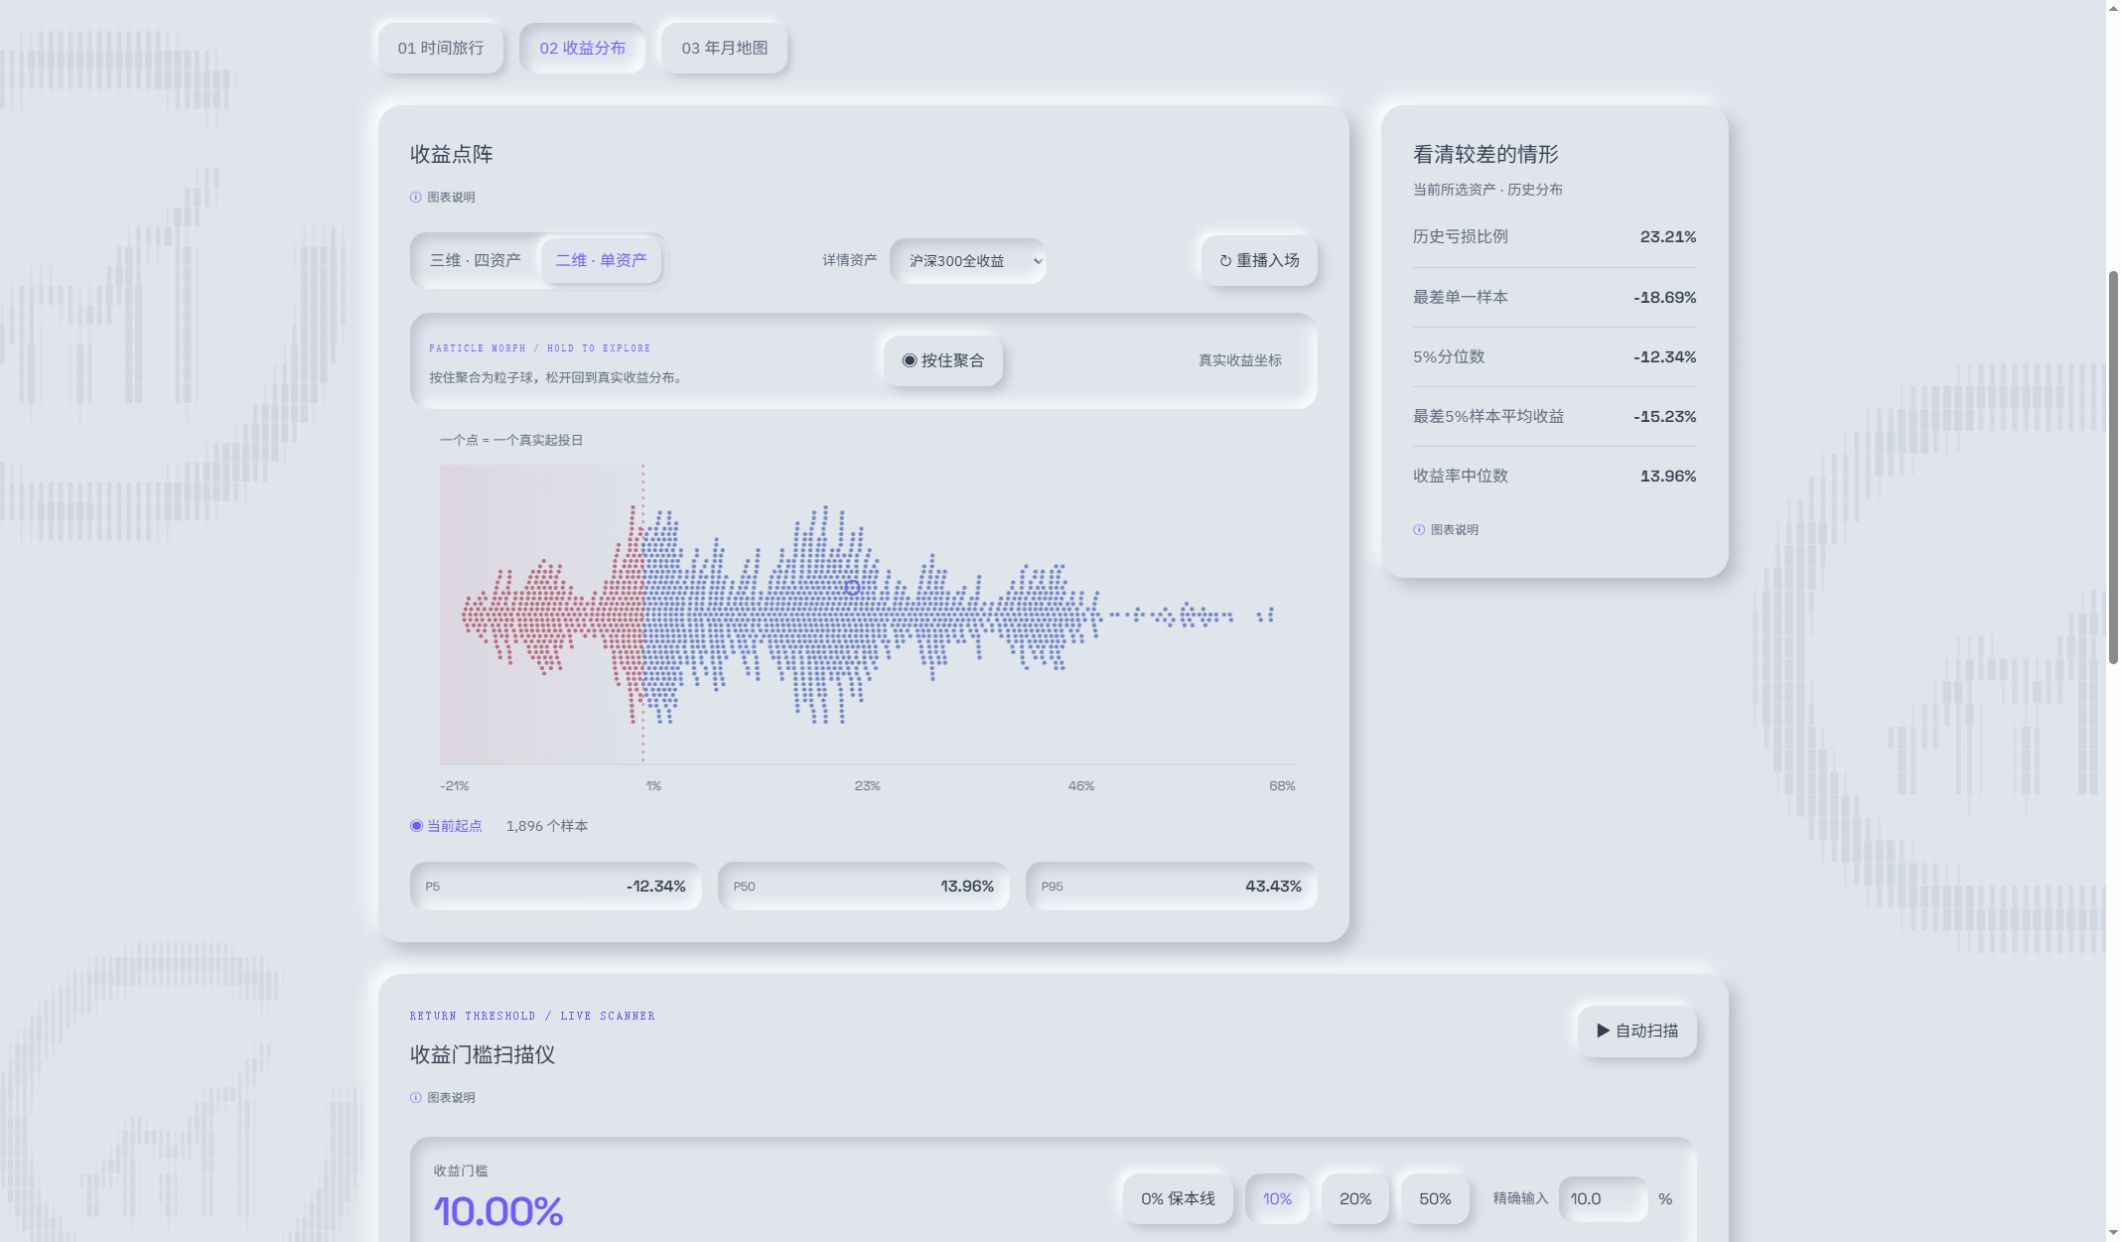 01 时间旅行
02 收益分布
03 年月地图
收益点阵
ⓘ 图表说明
三维 · 四资产
二维 · 单资产
详情资产
沪深300全收益
↻ 重播入场
PARTICLE MORPH / HOLD TO EXPLORE
按住聚合为粒子球，松开回到真实收益分布。
◉ 按住聚合
真实收益坐标
一个点 = 一个真实起投日
-21%
1%
23%
46%
68%
◉ 当前起点
1,896 个样本
P5
-12.34%
P50
13.96%
P95
43.43%
看清较差的情形
当前所选资产 · 历史分布
历史亏损比例
23.21%
最差单一样本
-18.69%
5%分位数
-12.34%
最差5%样本平均收益
-15.23%
收益率中位数
13.96%
ⓘ 图表说明
RETURN THRESHOLD / LIVE SCANNER
收益门槛扫描仪
ⓘ 图表说明
▶ 自动扫描
收益门槛
10.00%
0% 保本线
10%
20%
50%
精确输入
10.0
%